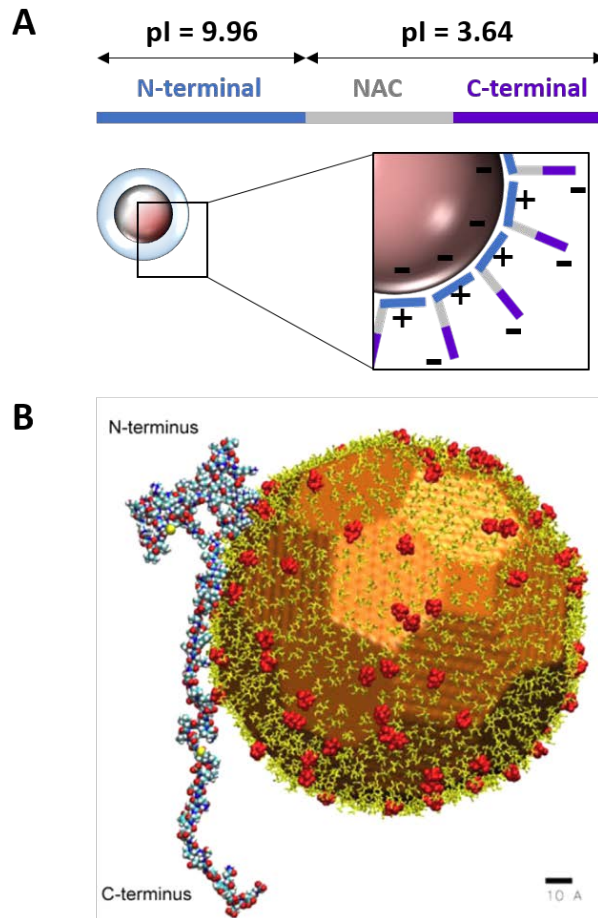 A
pI = 9.96 pI = 3.64
N-terminal NAC C-terminal
- - - - -
+ + + + +
- - - - -
B
N-terminus
C-terminus
10 A